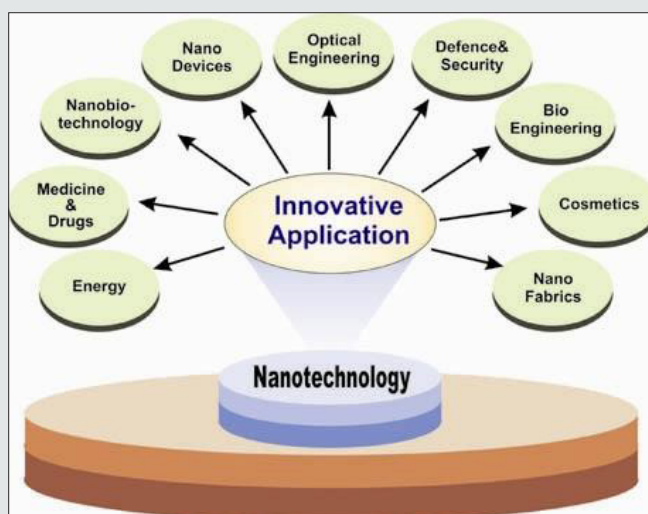 Nano
Devices
Optical
Engineering
Defence&
Security
Nanobio-
technology
Bio
Engineering
Medicine
&
Drugs
Innovative
Application
Cosmetics
Energy
Nano
Fabrics
Nanotechnology